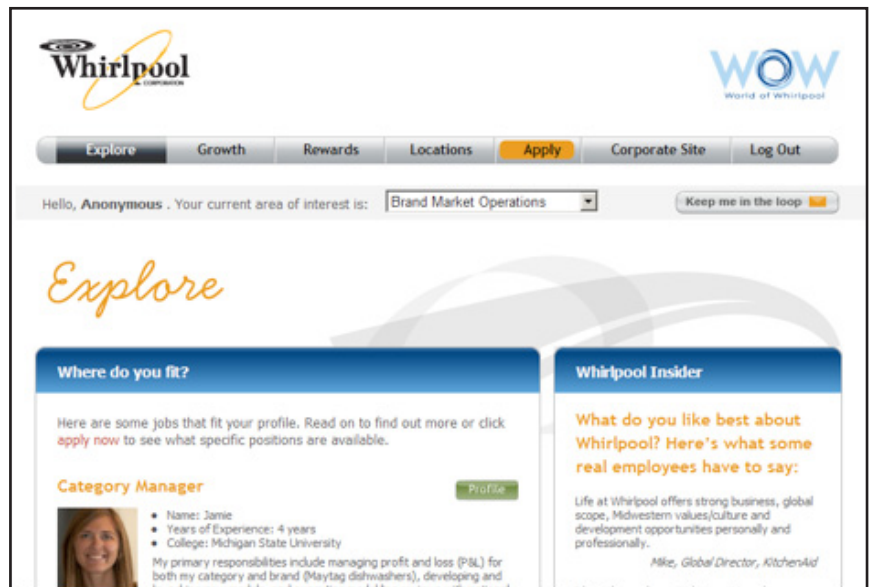 Whirlpool
CORPORATION
WOW
World of Whirlpool
Explore Growth Rewards Locations Apply Corporate Site Log Out
Hello, Anonymous . Your current area of interest is: Brand Market Operations Keep me in the loop
Explore
Where do you fit?
Here are some jobs that fit your profile. Read on to find out more or click
apply now to see what specific positions are available.
Category Manager Profile
• Name: Jamie
• Years of Experience: 4 years
• College: Michigan State University
My primary responsibilities include managing profit and loss (P&L) for
both my category and brand (Maytag dishwashers), developing and
Whirlpool Insider
What do you like best about
Whirlpool? Here's what some
real employees have to say:
Life at Whirlpool offers strong business, global
scope, Midwestern values/culture and
development opportunities personally and
professionally.
Mike, Global Director, KitchenAid